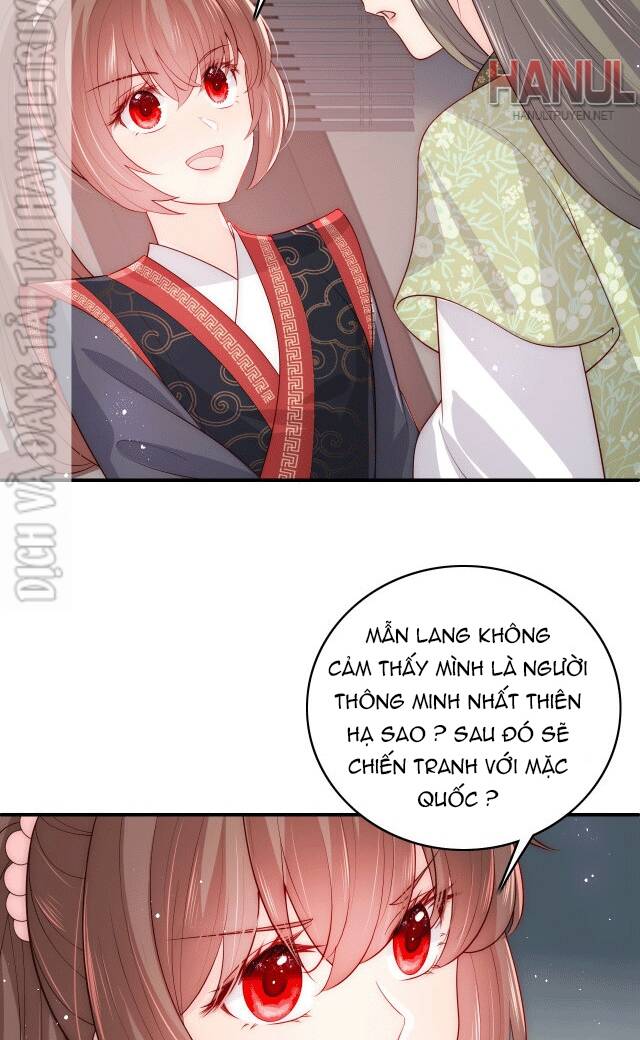 HANUL
HANULTRUYEN.NET
DỊCH VÀ ĐĂNG TẢI TẠI HANULTRUY
MẪN LANG KHÔNG
CẢM THẤY MÌNH LÀ NGƯỜI
THÔNG MINH NHẤT THIÊN
HẠ SAO ? SAU ĐÓ SẼ
CHIẾN TRANH VỚI MẶC
QUỐC ?